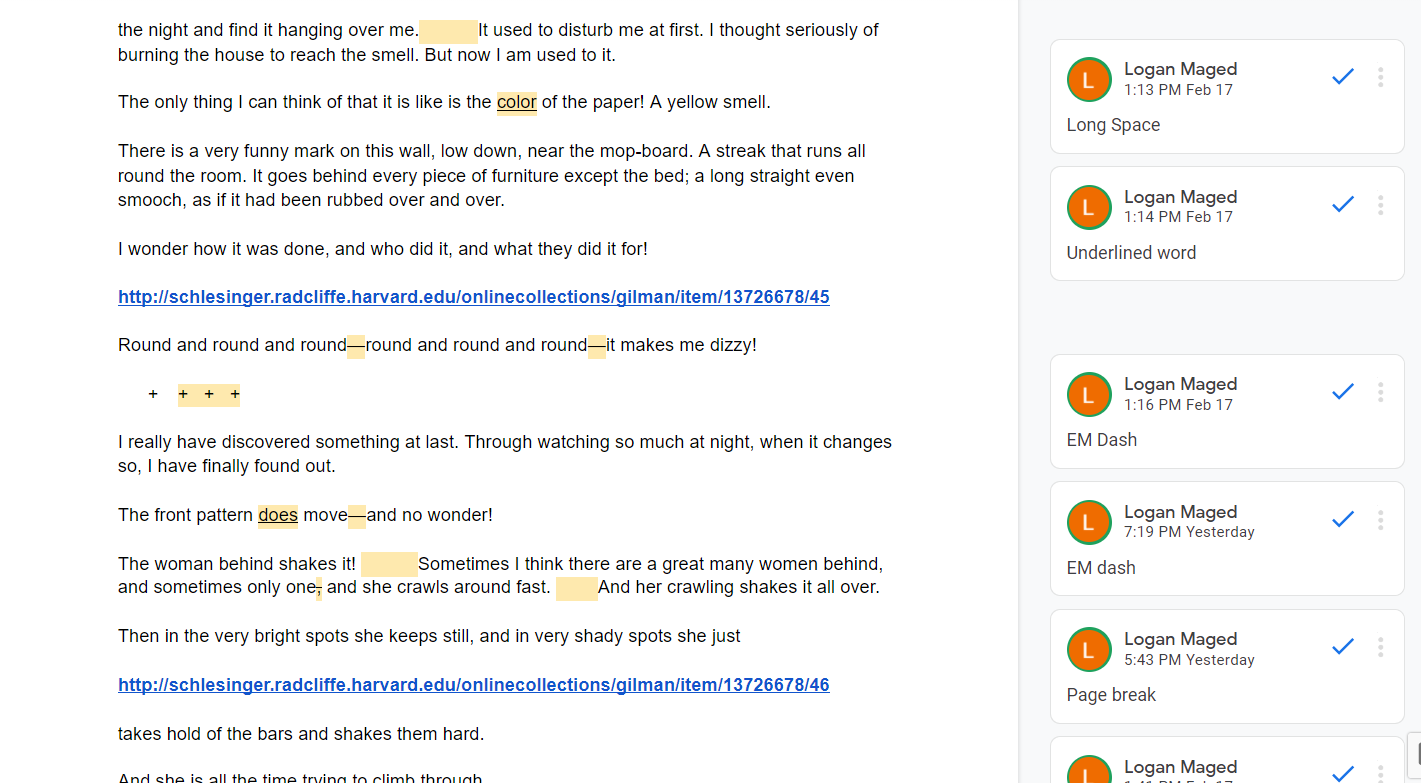 the night and find it hanging over me. It used to disturb me at first. I thought seriously of
burning the house to reach the smell. But now I am used to it.
The only thing I can think of that it is like is the color of the paper! A yellow smell.
There is a very funny mark on this wall, low down, near the mop-board. A streak that runs all
round the room. It goes behind every piece of furniture except the bed; a long straight even
smooch, as if it had been rubbed over and over.
I wonder how it was done, and who did it, and what they did it for!
http://schlesinger.radcliffe.harvard.edu/onlinecollections/gilman/item/13726678/45
Round and round and round—round and round and round—it makes me dizzy!
+ + + +
I really have discovered something at last. Through watching so much at night, when it changes
so, I have finally found out.
The front pattern does move—and no wonder!
The woman behind shakes it! Sometimes I think there are a great many women behind,
and sometimes only one, and she crawls around fast. And her crawling shakes it all over.
Then in the very bright spots she keeps still, and in very shady spots she just
http://schlesinger.radcliffe.harvard.edu/onlinecollections/gilman/item/13726678/46
takes hold of the bars and shakes them hard.
And she is all the time trying to climb through
L
Logan Maged
1:13 PM Feb 17
Long Space
L
Logan Maged
1:14 PM Feb 17
Underlined word
L
Logan Maged
1:16 PM Feb 17
EM Dash
L
Logan Maged
7:19 PM Yesterday
EM dash
L
Logan Maged
5:43 PM Yesterday
Page break
L
Logan Maged